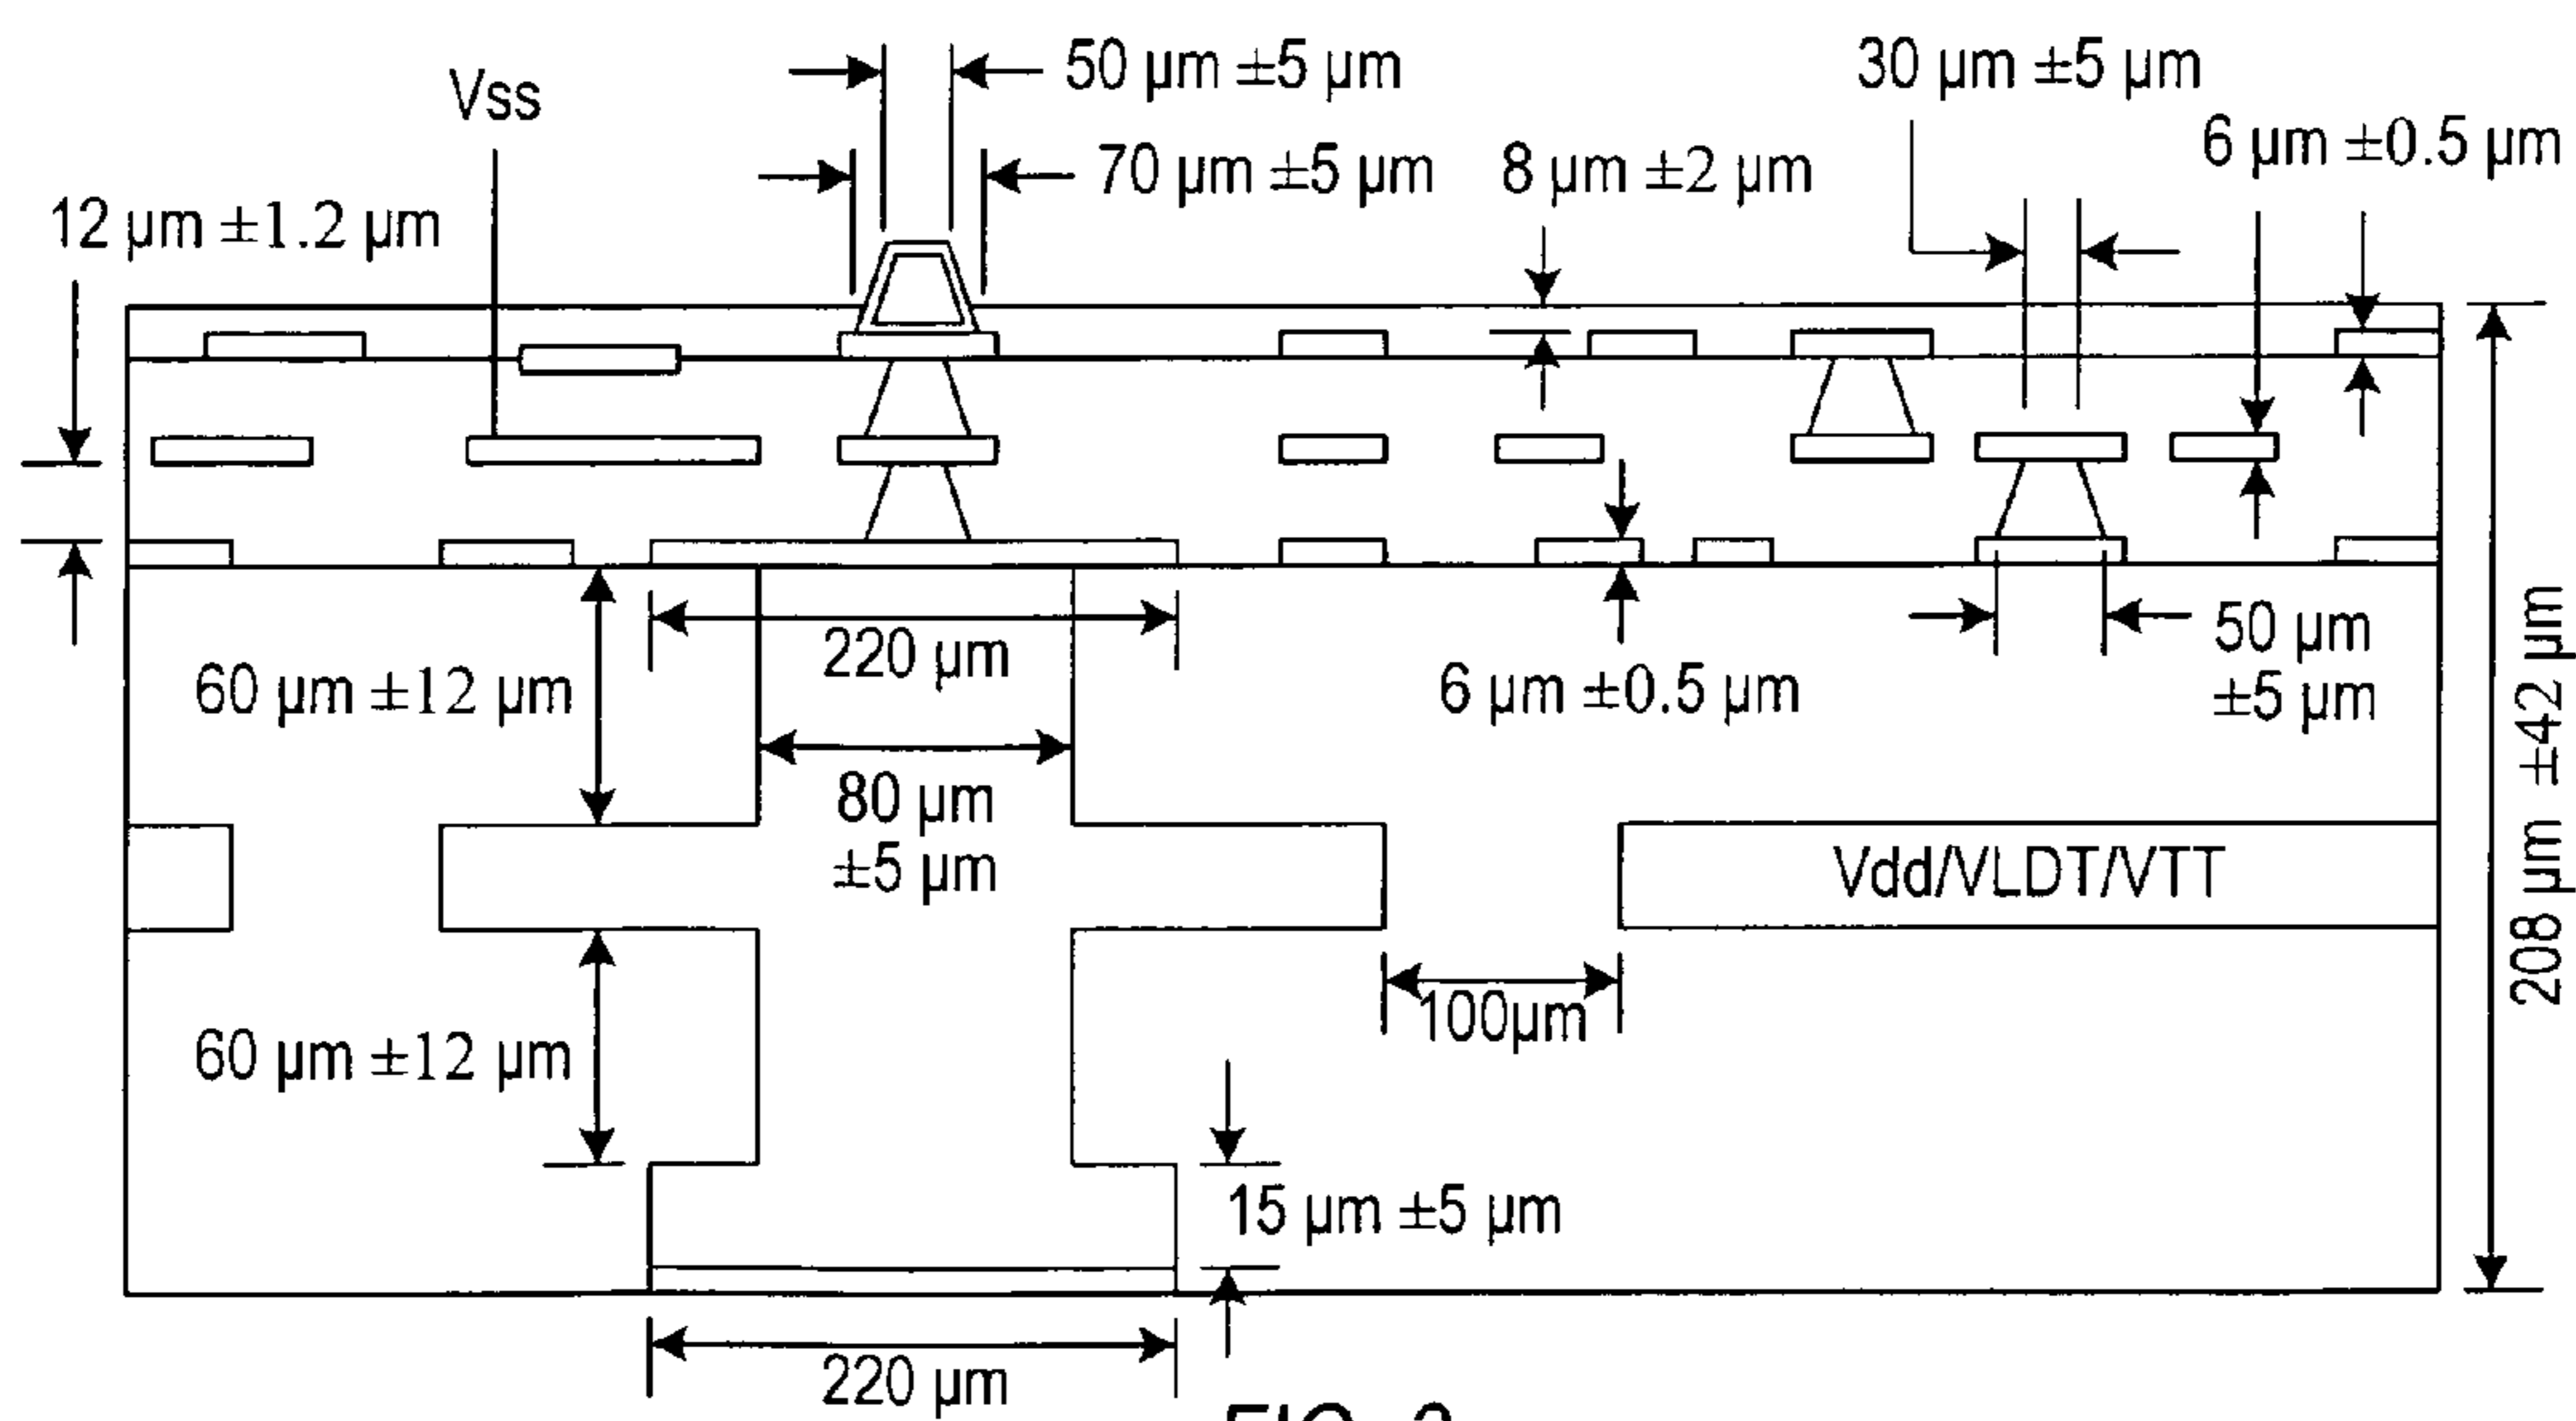 50 µm ±5 µm
30 µm ±5 µm
Vss
6 µm ±0.5 µm
70 µm ±5 µm
8 µm ±2 µm
12 µm ±1.2 µm
220 µm
50 µm
±5 µm
60 µm ±12 µm
6 µm ±0.5 µm
80 µm
±5 µm
Vdd/VLDT/VTT
208 µm ±42 µm
100µm
60 µm ±12 µm
15 µm ±5 µm
220 µm